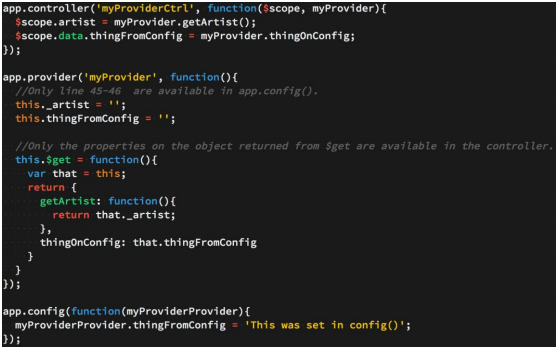 app.controller('myProviderCtrl', function($scope, myProvider){
  $scope.artist = myProvider.getArtist();
  $scope.data.thingFromConfig = myProvider.thingOnConfig;
});

app.provider('myProvider', function(){
  //Only line 45-46  are available in app.config().
  this._artist = '';
  this.thingFromConfig = '';

  //Only the properties on the object returned from $get are available in the controller.
  this.$get = function(){
    var that = this;
    return {
      getArtist: function(){
        return that._artist;
      },
      thingOnConfig: that.thingFromConfig
    }
  }
});

app.config(function(myProviderProvider){
  myProviderProvider.thingFromConfig = 'This was set in config()';
});